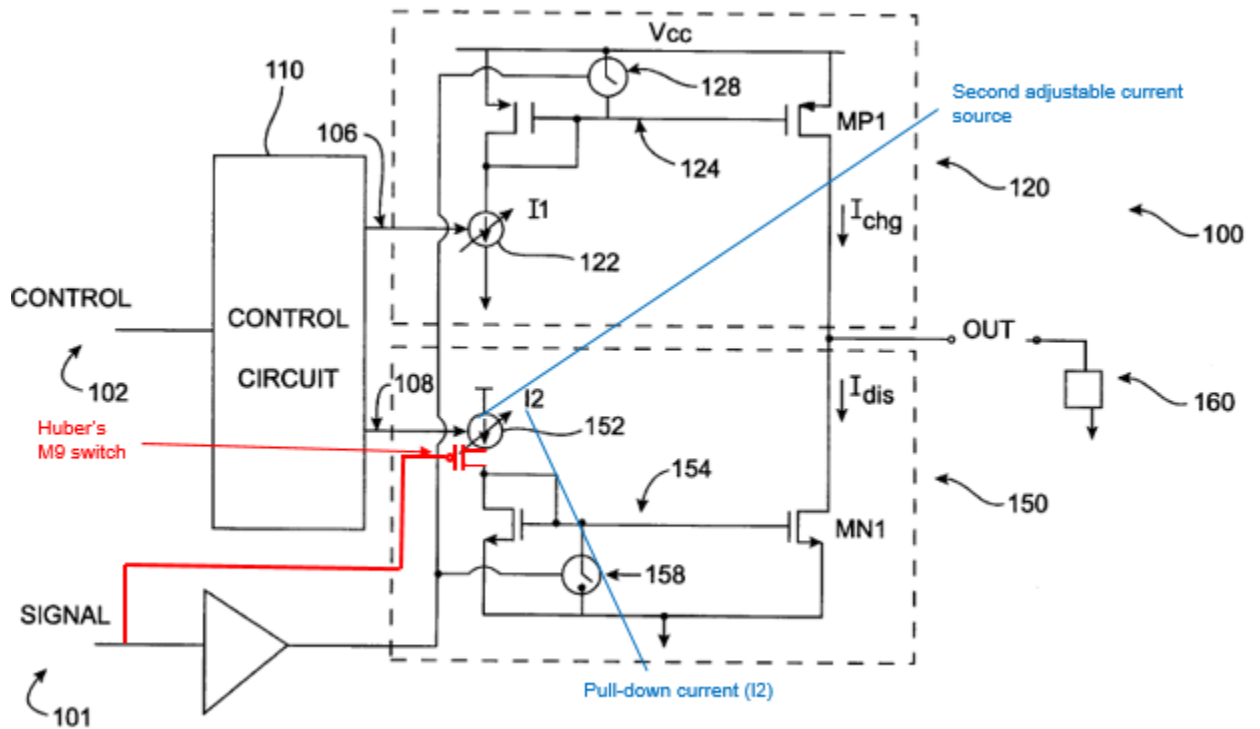 Vcc
110
128
Second adjustable current
source
MP1
106
124
120
I1
Ichg
100
122
CONTROL
CONTROL
OUT
CIRCUIT
102
108
I2
Idis
160
152
Huber's
M9 switch
154
150
MN1
158
SIGNAL
Pull-down current (I2)
101